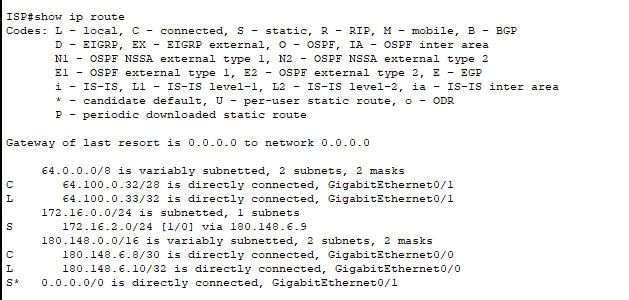 ISP#show ip route
Codes: L - local, C - connected, S - static, R - RIP, M - mobile, B - BGP
D - EIGRP, EX - EIGRP external, O - OSPF, IA - OSPF inter area
N1 - OSPF NSSA external type 1, N2 - OSPF NSSA external type 2
E1 - OSPF external type 1, E2 - OSPF external type 2, E - EGP
i - IS-IS, L1 - IS-IS level-1, L2 - IS-IS level-2, ia - IS-IS inter area
* - candidate default, U - per-user static route, o - ODR
P - periodic downloaded static route
Gateway of last resort is 0.0.0.0 to network 0.0.0.0
64.0.0.0/8 is variably subnetted, 2 subnets, 2 masks
C 64.100.0.32/28 is directly connected, GigabitEthernet0/1
L 64.100.0.33/32 is directly connected, GigabitEthernet0/1
172.16.0.0/24 is subnetted, 1 subnets
S 172.16.2.0/24 [1/0] via 180.148.6.9
180.148.0.0/16 is variably subnetted, 2 subnets, 2 masks
C 180.148.6.8/30 is directly connected, GigabitEthernet0/0
L 180.148.6.10/32 is directly connected, GigabitEthernet0/0
S* 0.0.0.0/0 is directly connected, GigabitEthernet0/1